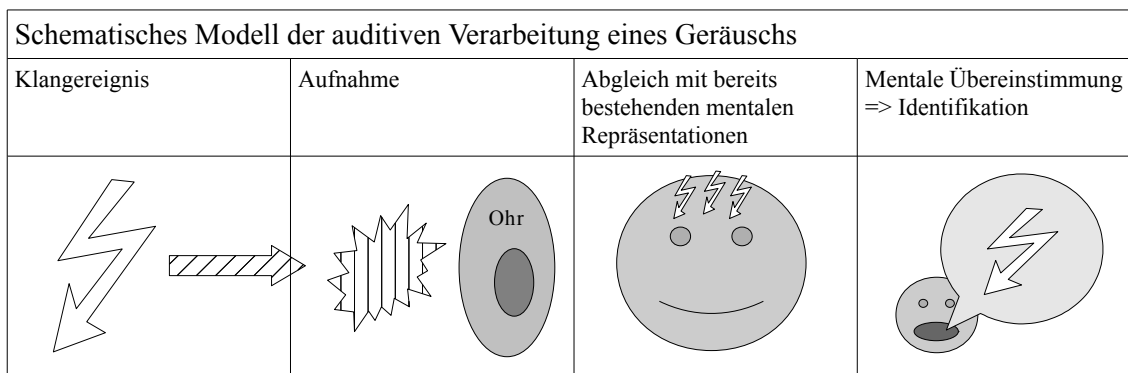 Schematisches Modell der auditiven Verarbeitung eines Geräuschs
Klangereignis
Aufnahme
Abgleich mit bereits
bestehenden mentalen
Repräsentationen
Mentale Übereinstimmung
=> Identifikation
Ohr